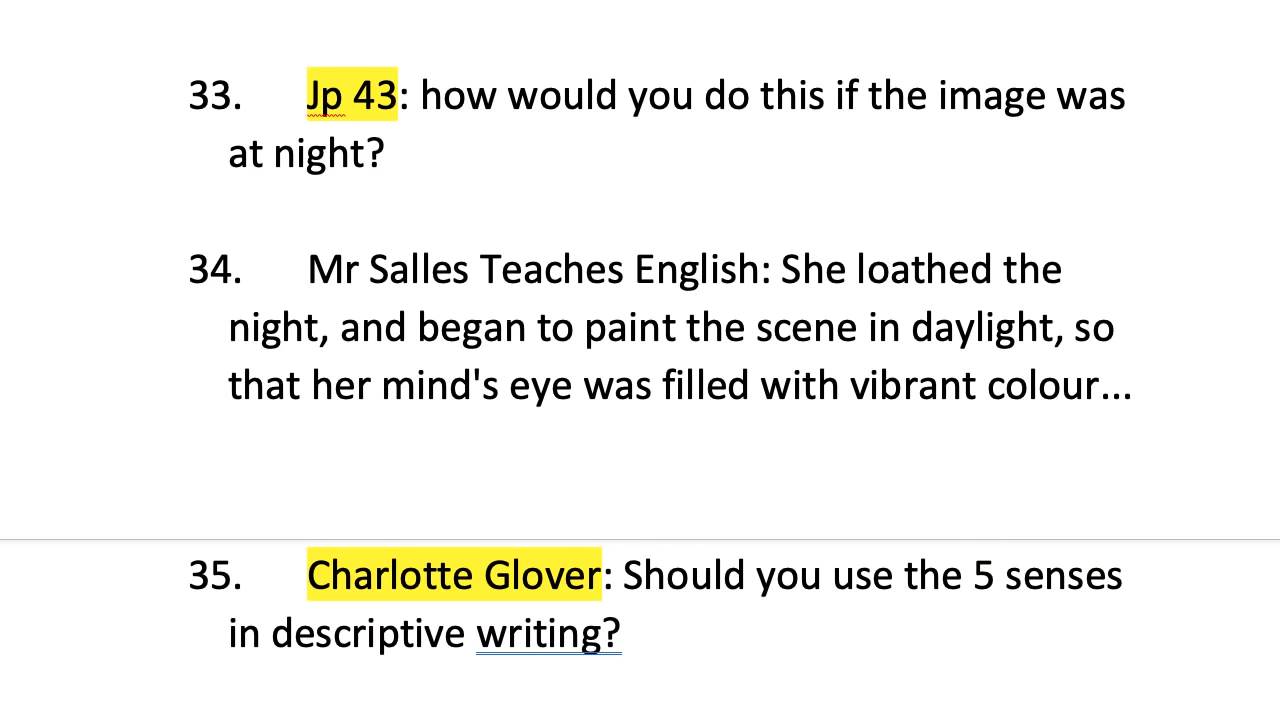 33. Jp 43: how would you do this if the image was
at night?
34. Mr Salles Teaches English: She loathed the
night, and began to paint the scene in daylight, so
that her mind's eye was filled with vibrant colour...
35. Charlotte Glover: Should you use the 5 senses
in descriptive writing?